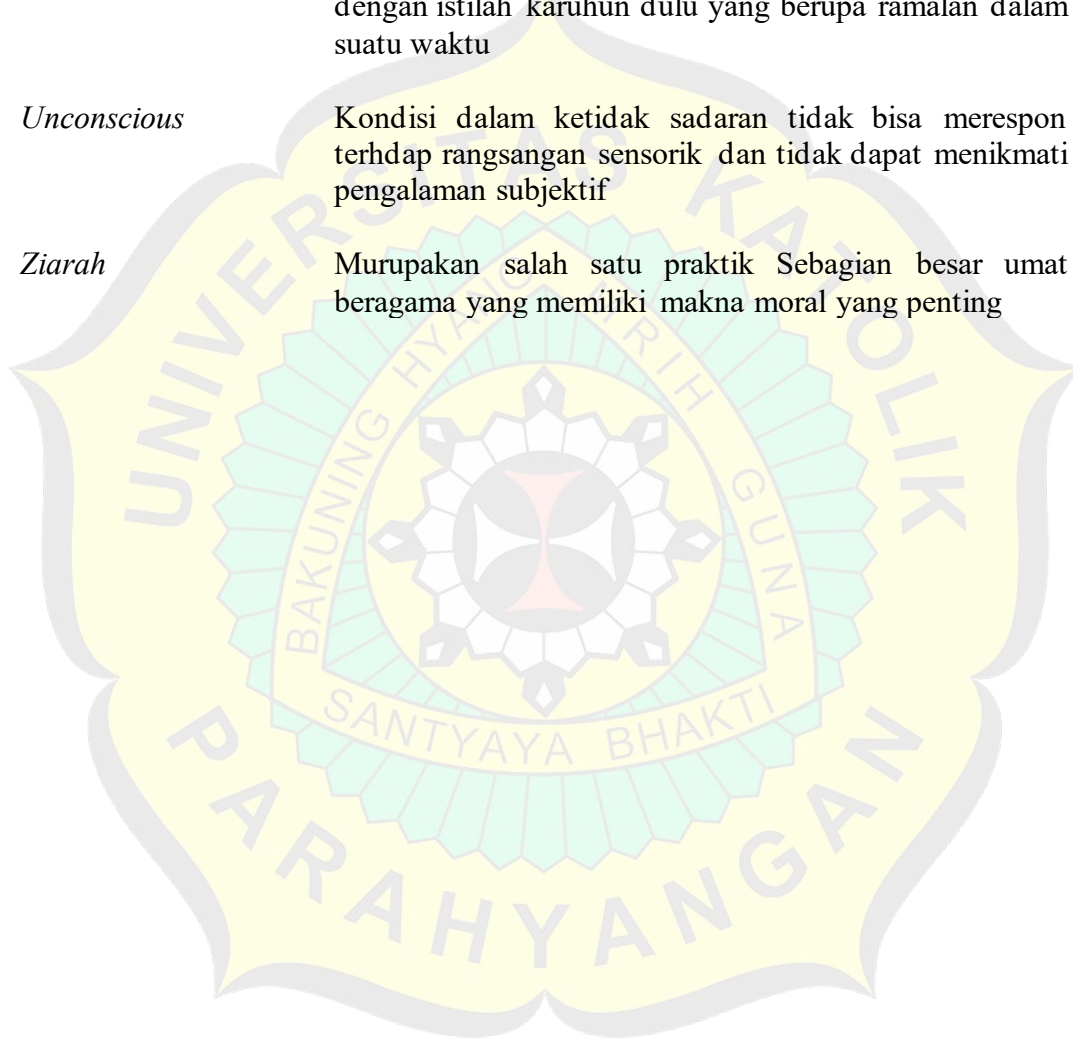 dengan istilah karuhun dulu yang berupa ramalan dalam
suatu waktu
Unconscious Kondisi dalam ketidak sadaran tidak bisa merespon
terhdap rangsangan sensorik dan tidak dapat menikmati
pengalaman subjektif
Ziarah Murupakan salah satu praktik Sebagian besar umat
beragama yang memiliki makna moral yang penting
UNIVERSITAS KATOLIK
PARAHYANGAN
BAKUNING HYANG MRIH GUNA
SANTYAYA BHAKTI